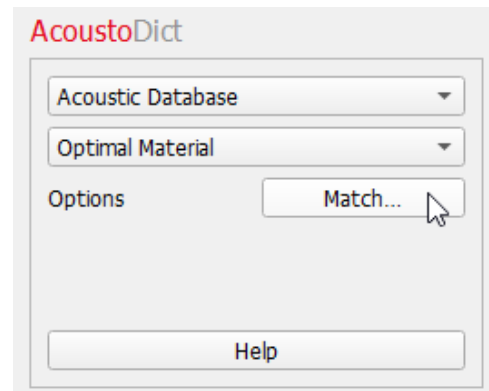 AcoustoDict
Acoustic Database
Optimal Material
Options Match...
Help